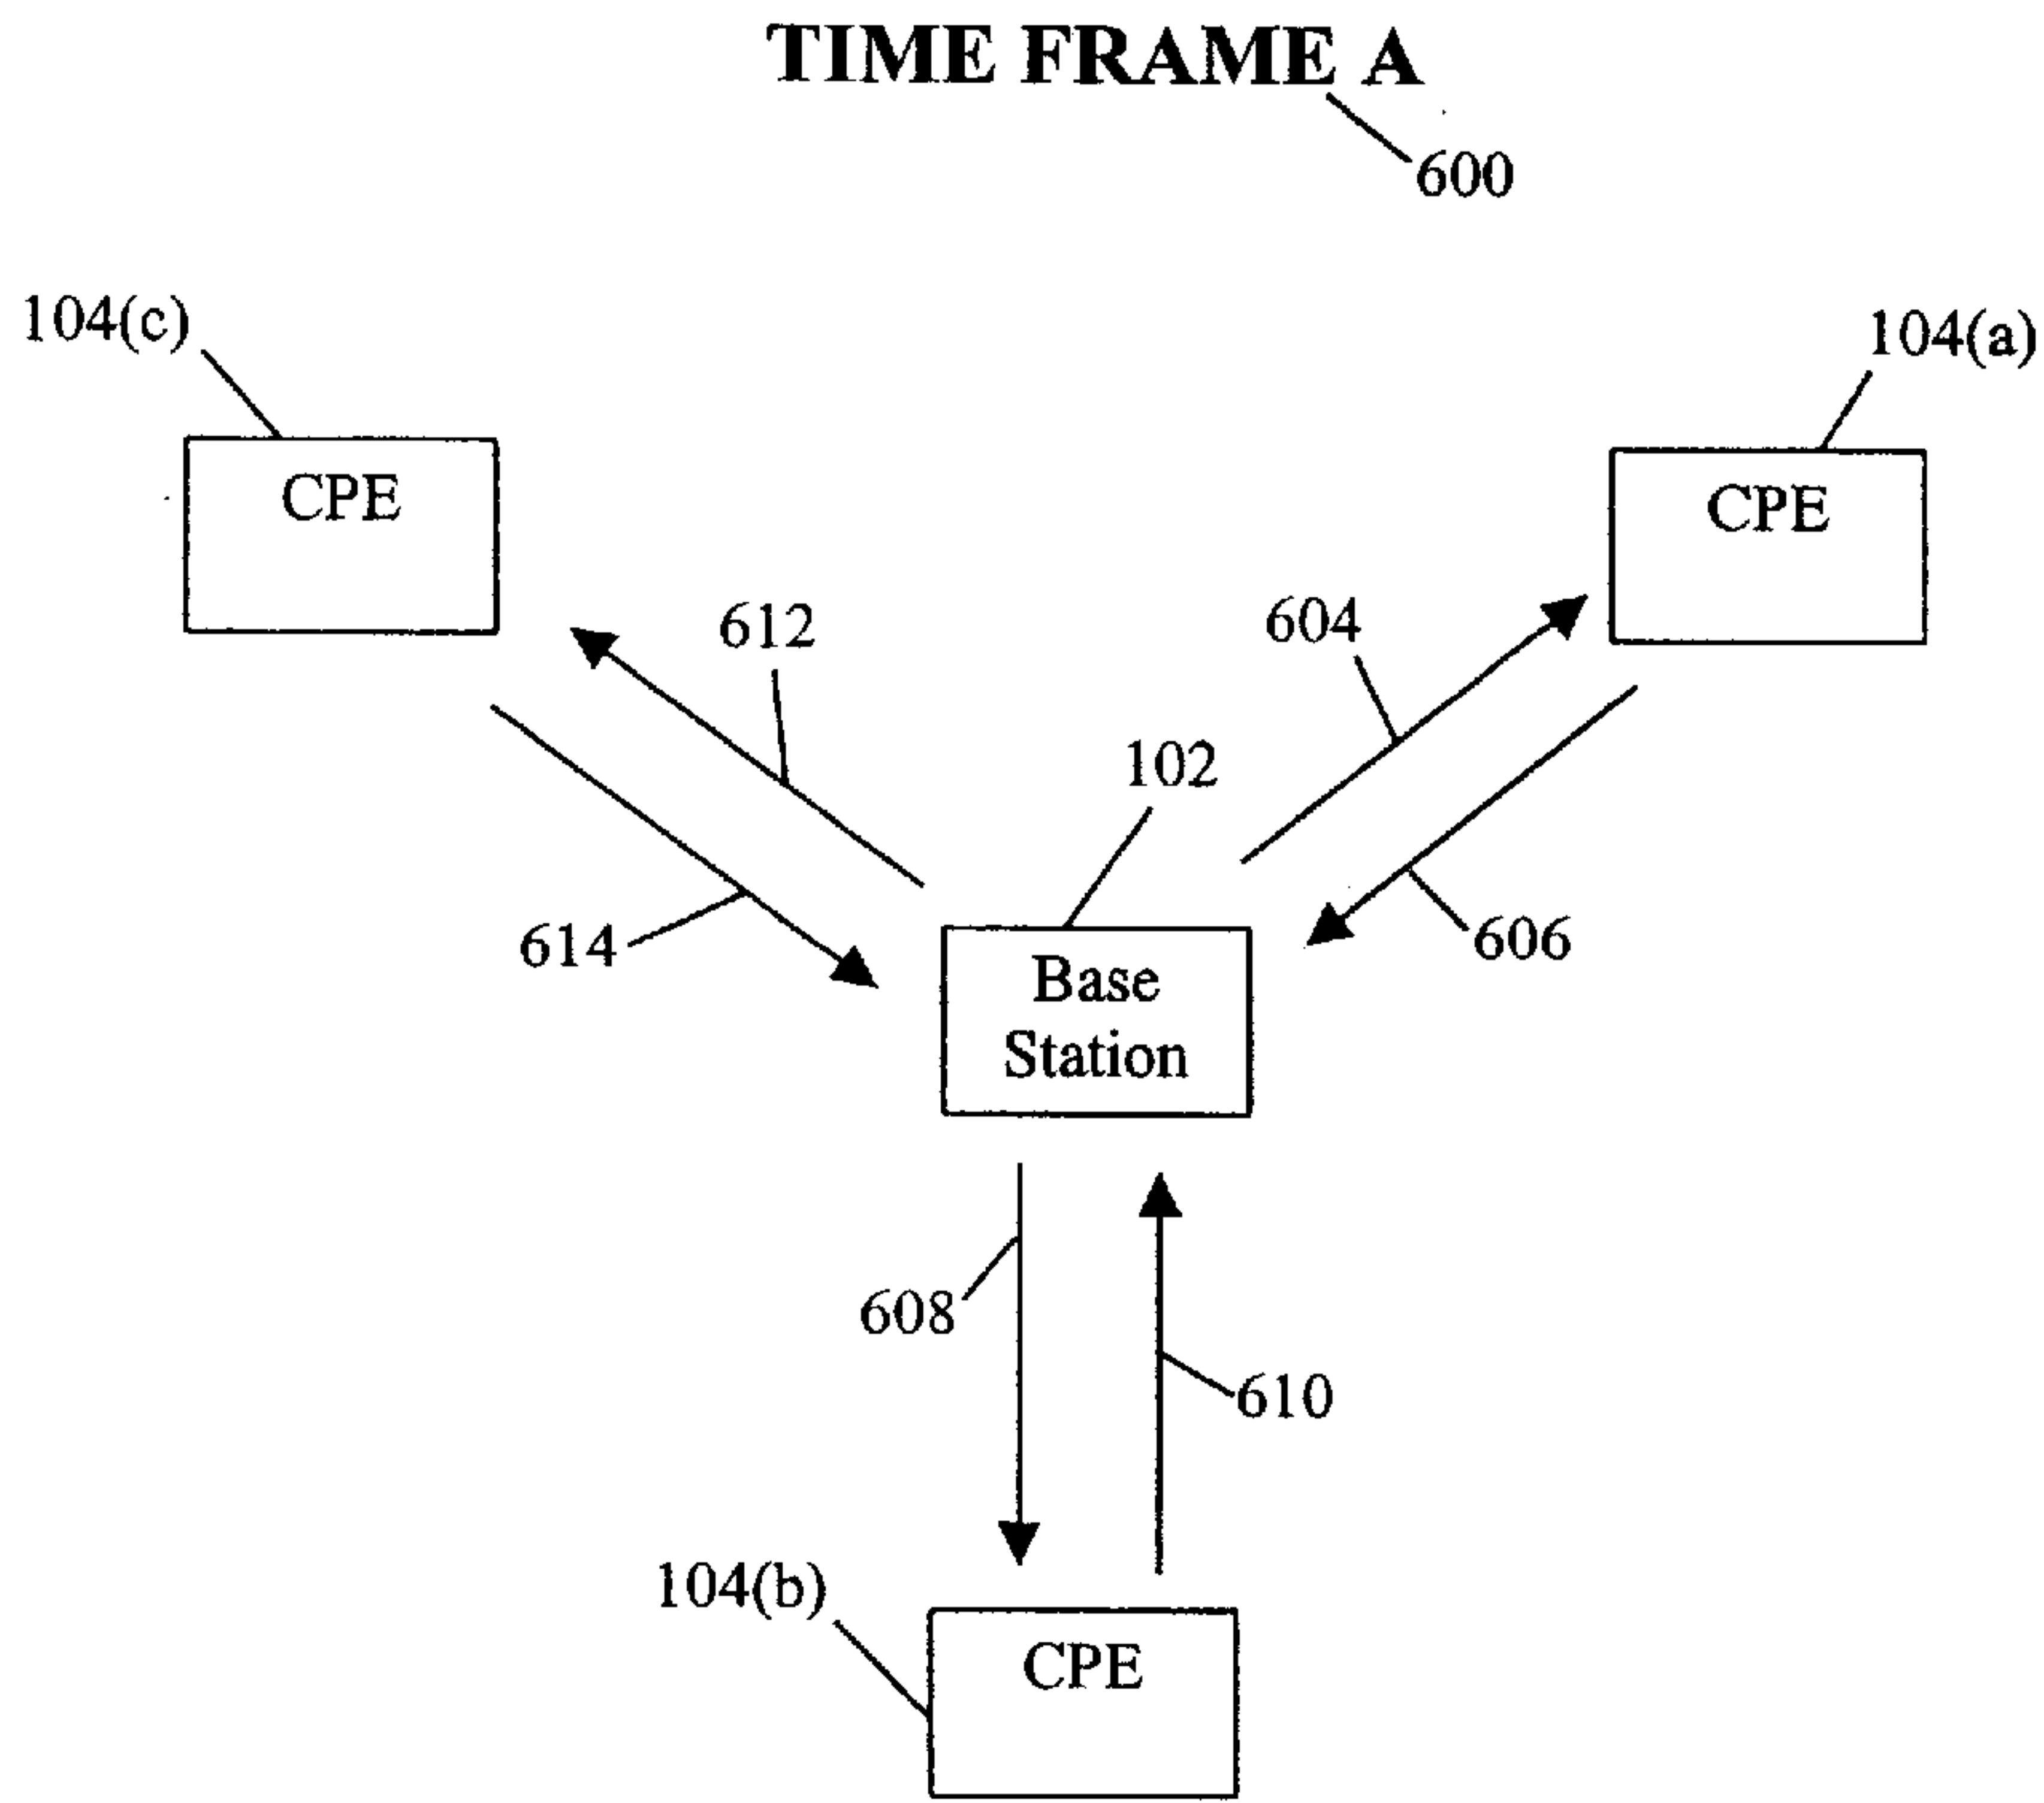 TIME FRAME A
600
104(c)
104(a)
CPE
CPE
612
604
102
614
606
Base
Station
608
610
104(b)
CPE